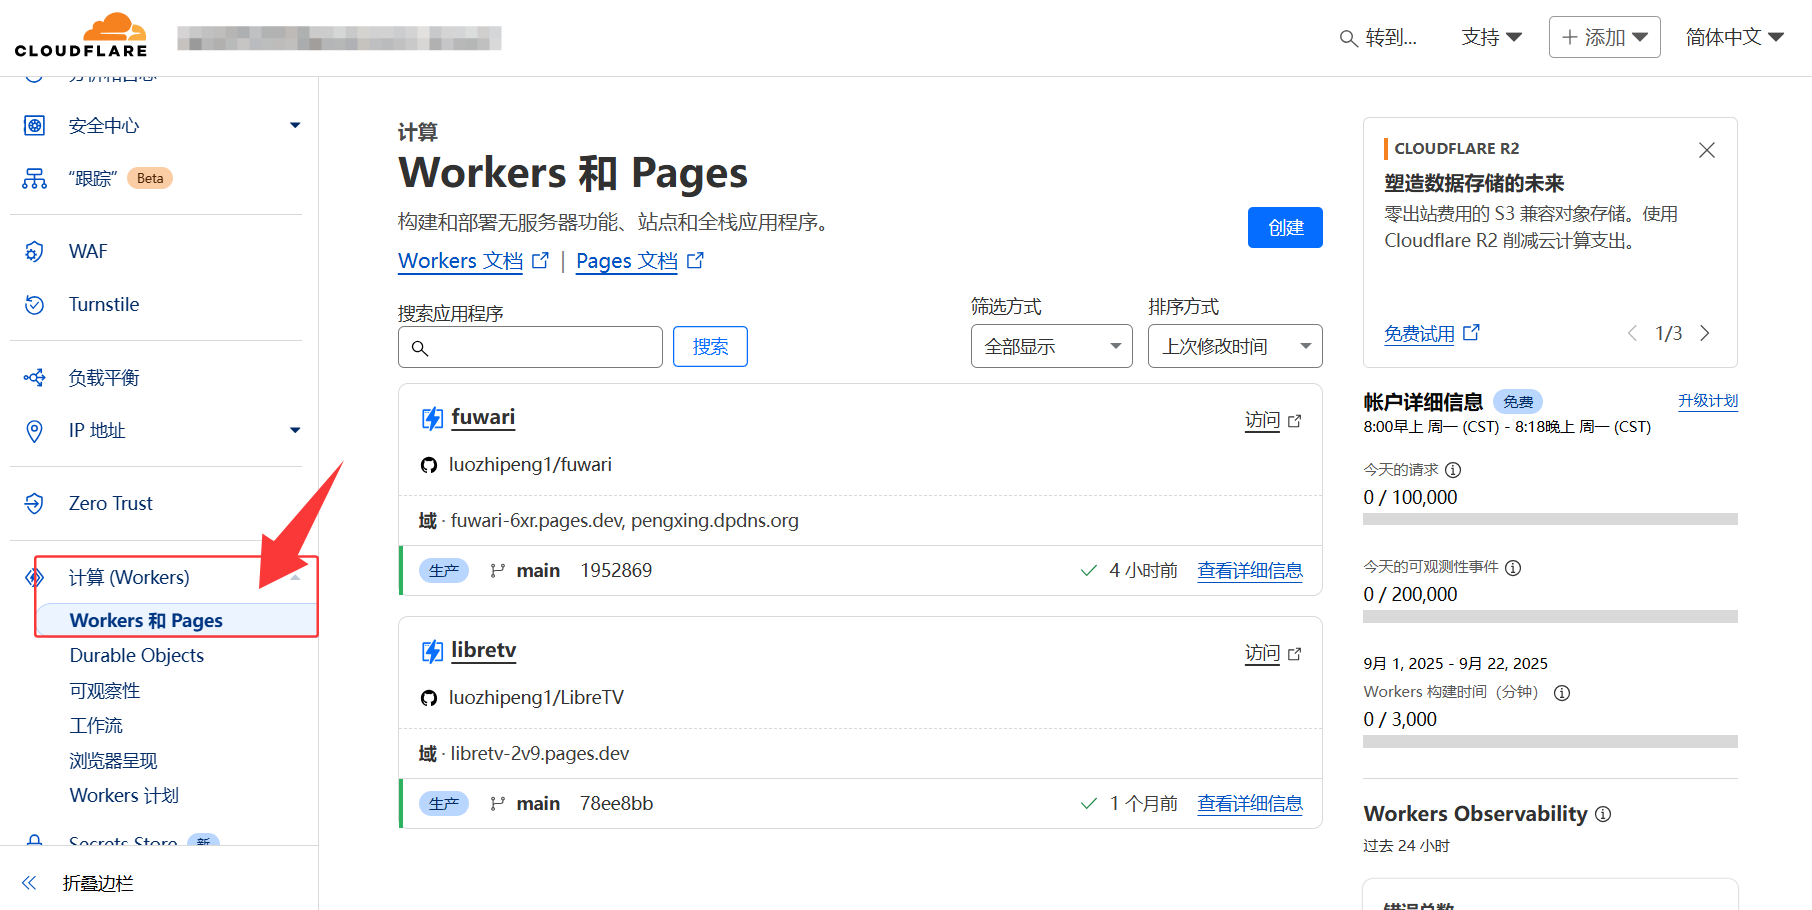 CLOUDFLARE
转到...
支持
添加
简体中文
安全中心
“跟踪” Beta
WAF
Turnstile
负载平衡
IP 地址
Zero Trust
计算 (Workers)
Workers 和 Pages
Durable Objects
可观察性
工作流
浏览器呈现
Workers 计划
Secrets Store 新
折叠边栏
计算
Workers 和 Pages
构建和部署无服务器功能、站点和全栈应用程序。
Workers 文档 | Pages 文档
创建
搜索应用程序
搜索
筛选方式
全部显示
排序方式
上次修改时间
fuwari
访问
luozhipeng1/fuwari
域 · fuwari-6xr.pages.dev, pengxing.dpdns.org
生产 main 1952869
4 小时前 查看详细信息
libretv
访问
luozhipeng1/LibreTV
域 · libretv-2v9.pages.dev
生产 main 78ee8bb
1 个月前 查看详细信息
CLOUDFLARE R2
塑造数据存储的未来
零出站费用的 S3 兼容对象存储。使用
Cloudflare R2 削减云计算支出。
免费试用
1/3
帐户详细信息 免费
升级计划
8:00早上 周一 (CST) - 8:18晚上 周一 (CST)
今天的请求
0 / 100,000
今天的可观测性事件
0 / 200,000
9月 1, 2025 - 9月 22, 2025
Workers 构建时间（分钟）
0 / 3,000
Workers Observability
过去 24 小时